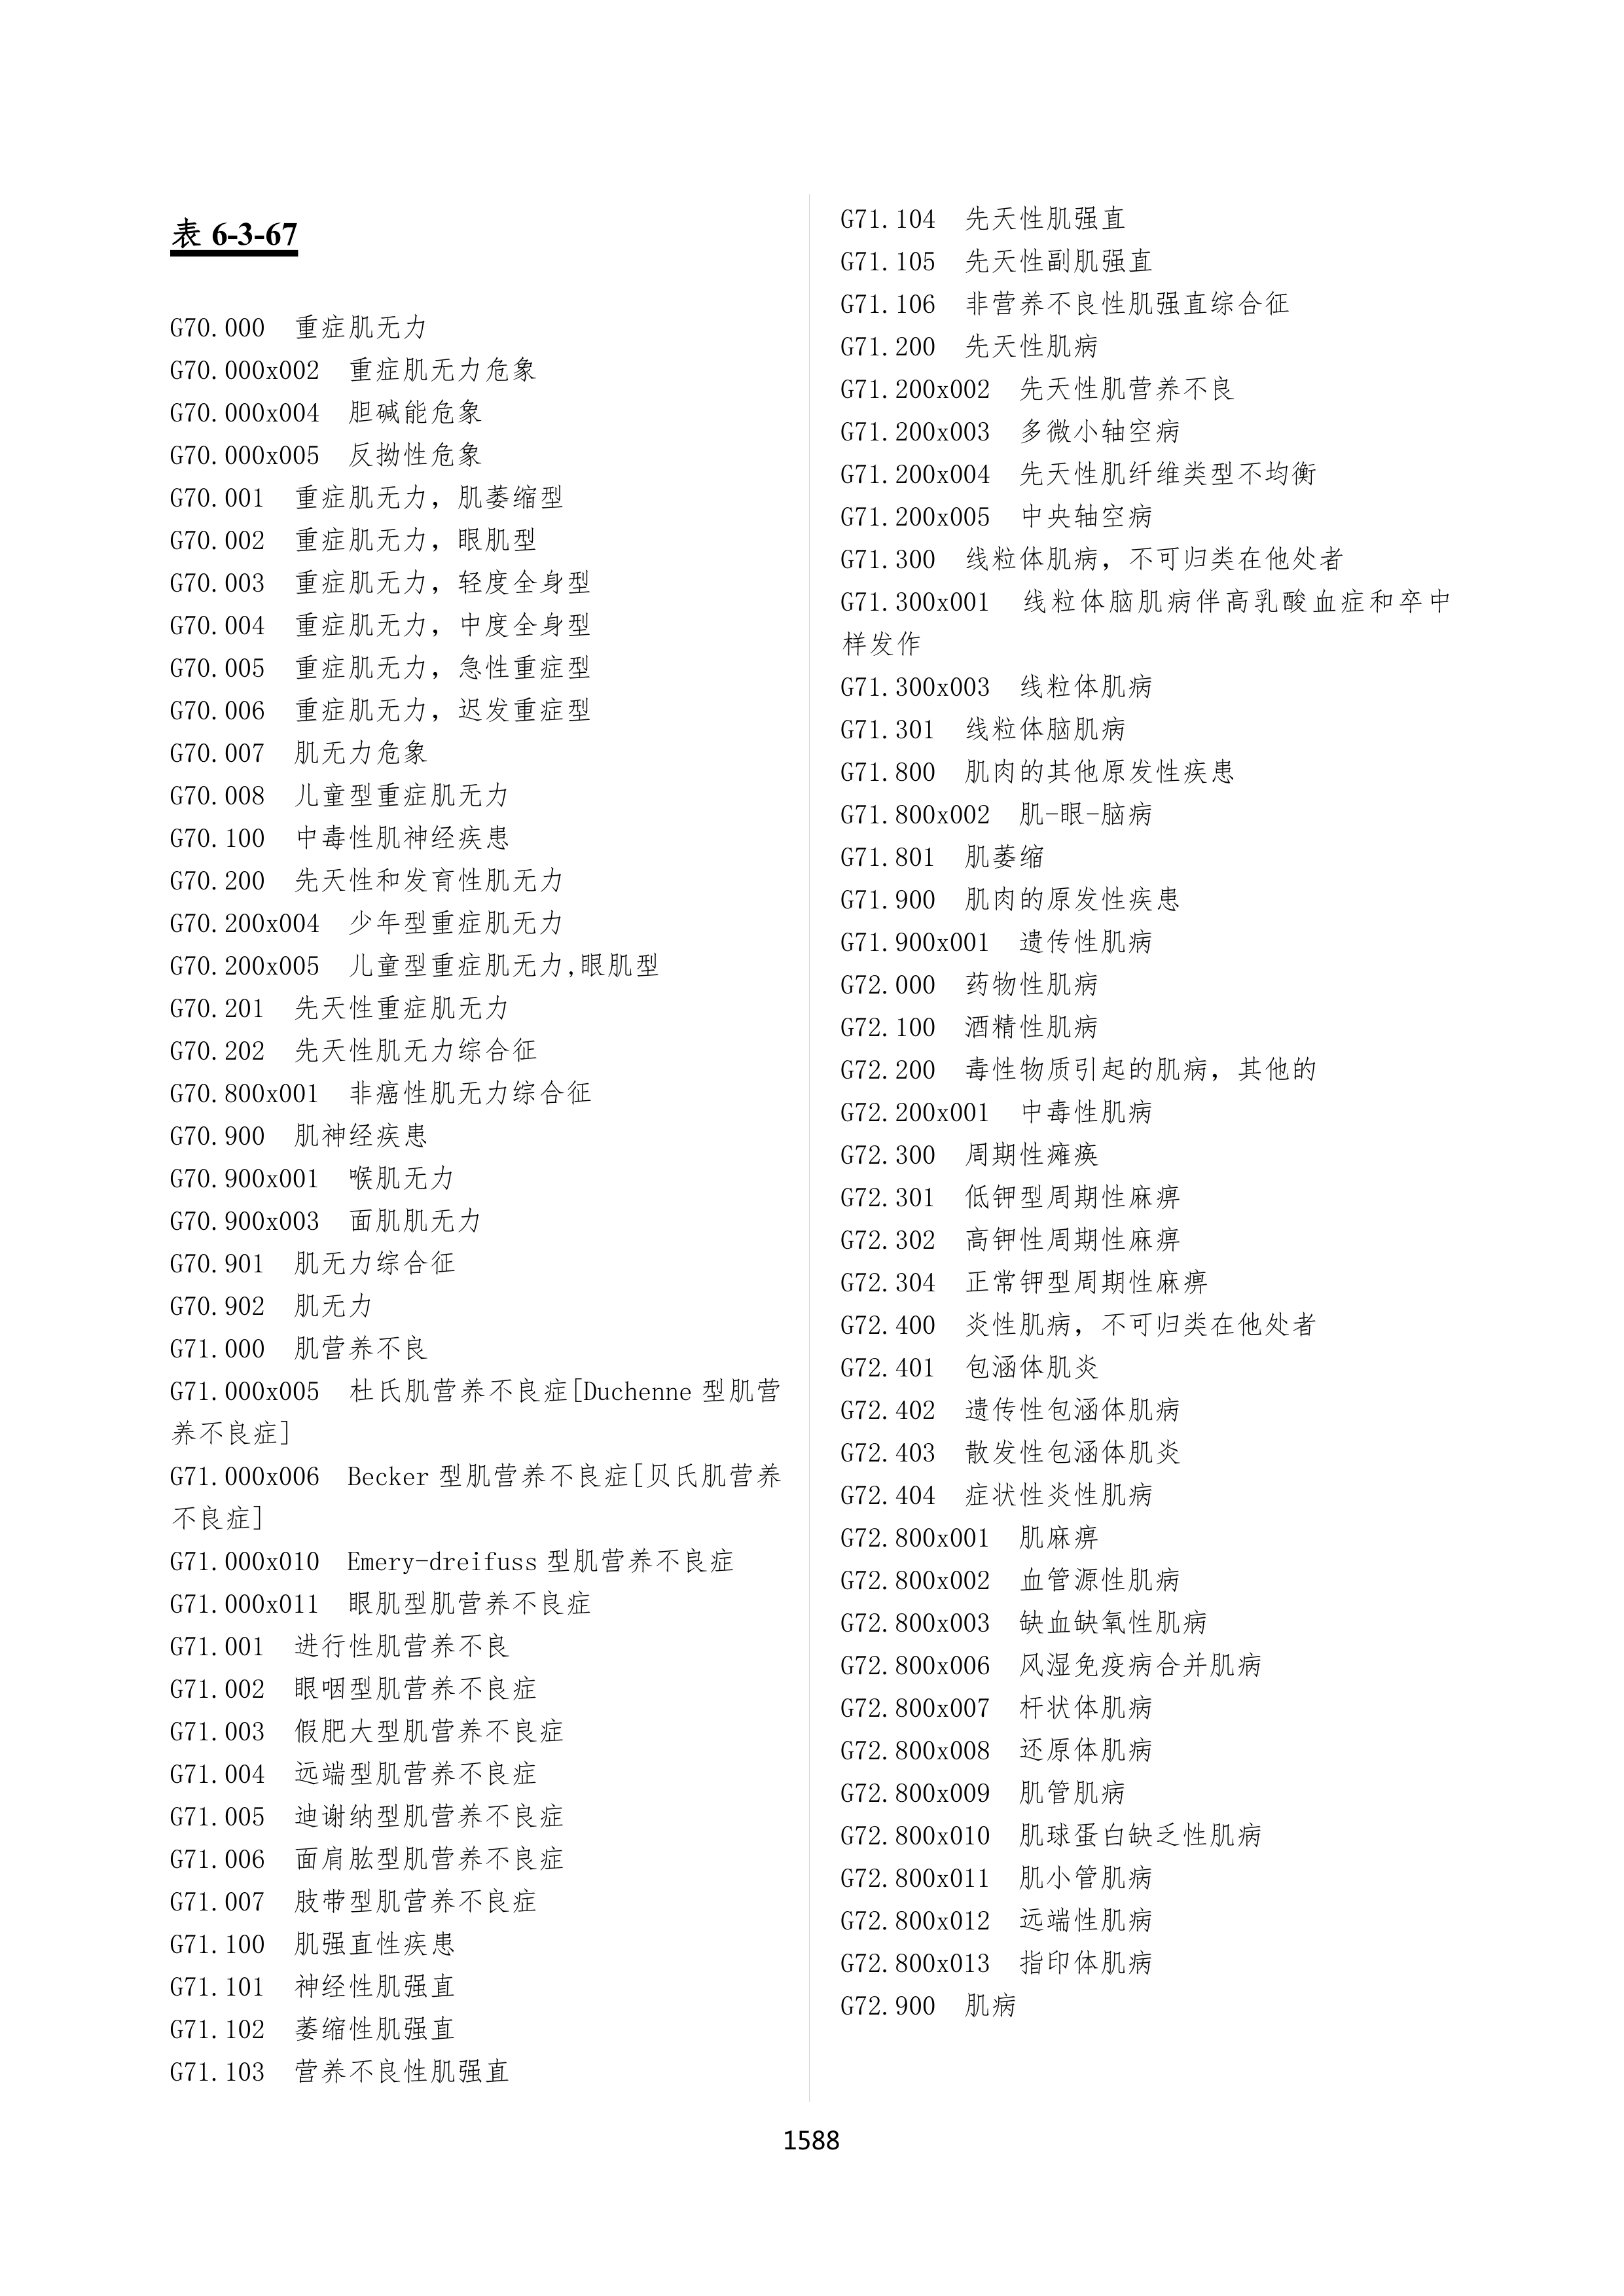 表 6-3-67
G70.000 重症肌无力
G70.000x002 重症肌无力危象
G70.000x004 胆碱能危象
G70.000x005 反拗性危象
G70.001 重症肌无力，肌萎缩型
G70.002 重症肌无力，眼肌型
G70.003 重症肌无力，轻度全身型
G70.004 重症肌无力，中度全身型
G70.005 重症肌无力，急性重症型
G70.006 重症肌无力，迟发重症型
G70.007 肌无力危象
G70.008 儿童型重症肌无力
G70.100 中毒性肌神经疾患
G70.200 先天性和发育性肌无力
G70.200x004 少年型重症肌无力
G70.200x005 儿童型重症肌无力,眼肌型
G70.201 先天性重症肌无力
G70.202 先天性肌无力综合征
G70.800x001 非癌性肌无力综合征
G70.900 肌神经疾患
G70.900x001 喉肌无力
G70.900x003 面肌肌无力
G70.901 肌无力综合征
G70.902 肌无力
G71.000 肌营养不良
G71.000x005 杜氏肌营养不良症[Duchenne 型肌营
养不良症]
G71.000x006 Becker 型肌营养不良症[贝氏肌营养
不良症]
G71.000x010 Emery-dreifuss 型肌营养不良症
G71.000x011 眼肌型肌营养不良症
G71.001 进行性肌营养不良
G71.002 眼咽型肌营养不良症
G71.003 假肥大型肌营养不良症
G71.004 远端型肌营养不良症
G71.005 迪谢纳型肌营养不良症
G71.006 面肩肱型肌营养不良症
G71.007 肢带型肌营养不良症
G71.100 肌强直性疾患
G71.101 神经性肌强直
G71.102 萎缩性肌强直
G71.103 营养不良性肌强直
G71.104 先天性肌强直
G71.105 先天性副肌强直
G71.106 非营养不良性肌强直综合征
G71.200 先天性肌病
G71.200x002 先天性肌营养不良
G71.200x003 多微小轴空病
G71.200x004 先天性肌纤维类型不均衡
G71.200x005 中央轴空病
G71.300 线粒体肌病，不可归类在他处者
G71.300x001 线粒体脑肌病伴高乳酸血症和卒中
样发作
G71.300x003 线粒体肌病
G71.301 线粒体脑肌病
G71.800 肌肉的其他原发性疾患
G71.800x002 肌-眼-脑病
G71.801 肌萎缩
G71.900 肌肉的原发性疾患
G71.900x001 遗传性肌病
G72.000 药物性肌病
G72.100 酒精性肌病
G72.200 毒性物质引起的肌病，其他的
G72.200x001 中毒性肌病
G72.300 周期性瘫痪
G72.301 低钾型周期性麻痹
G72.302 高钾性周期性麻痹
G72.304 正常钾型周期性麻痹
G72.400 炎性肌病，不可归类在他处者
G72.401 包涵体肌炎
G72.402 遗传性包涵体肌病
G72.403 散发性包涵体肌炎
G72.404 症状性炎性肌病
G72.800x001 肌麻痹
G72.800x002 血管源性肌病
G72.800x003 缺血缺氧性肌病
G72.800x006 风湿免疫病合并肌病
G72.800x007 杆状体肌病
G72.800x008 还原体肌病
G72.800x009 肌管肌病
G72.800x010 肌球蛋白缺乏性肌病
G72.800x011 肌小管肌病
G72.800x012 远端性肌病
G72.800x013 指印体肌病
G72.900 肌病
1588